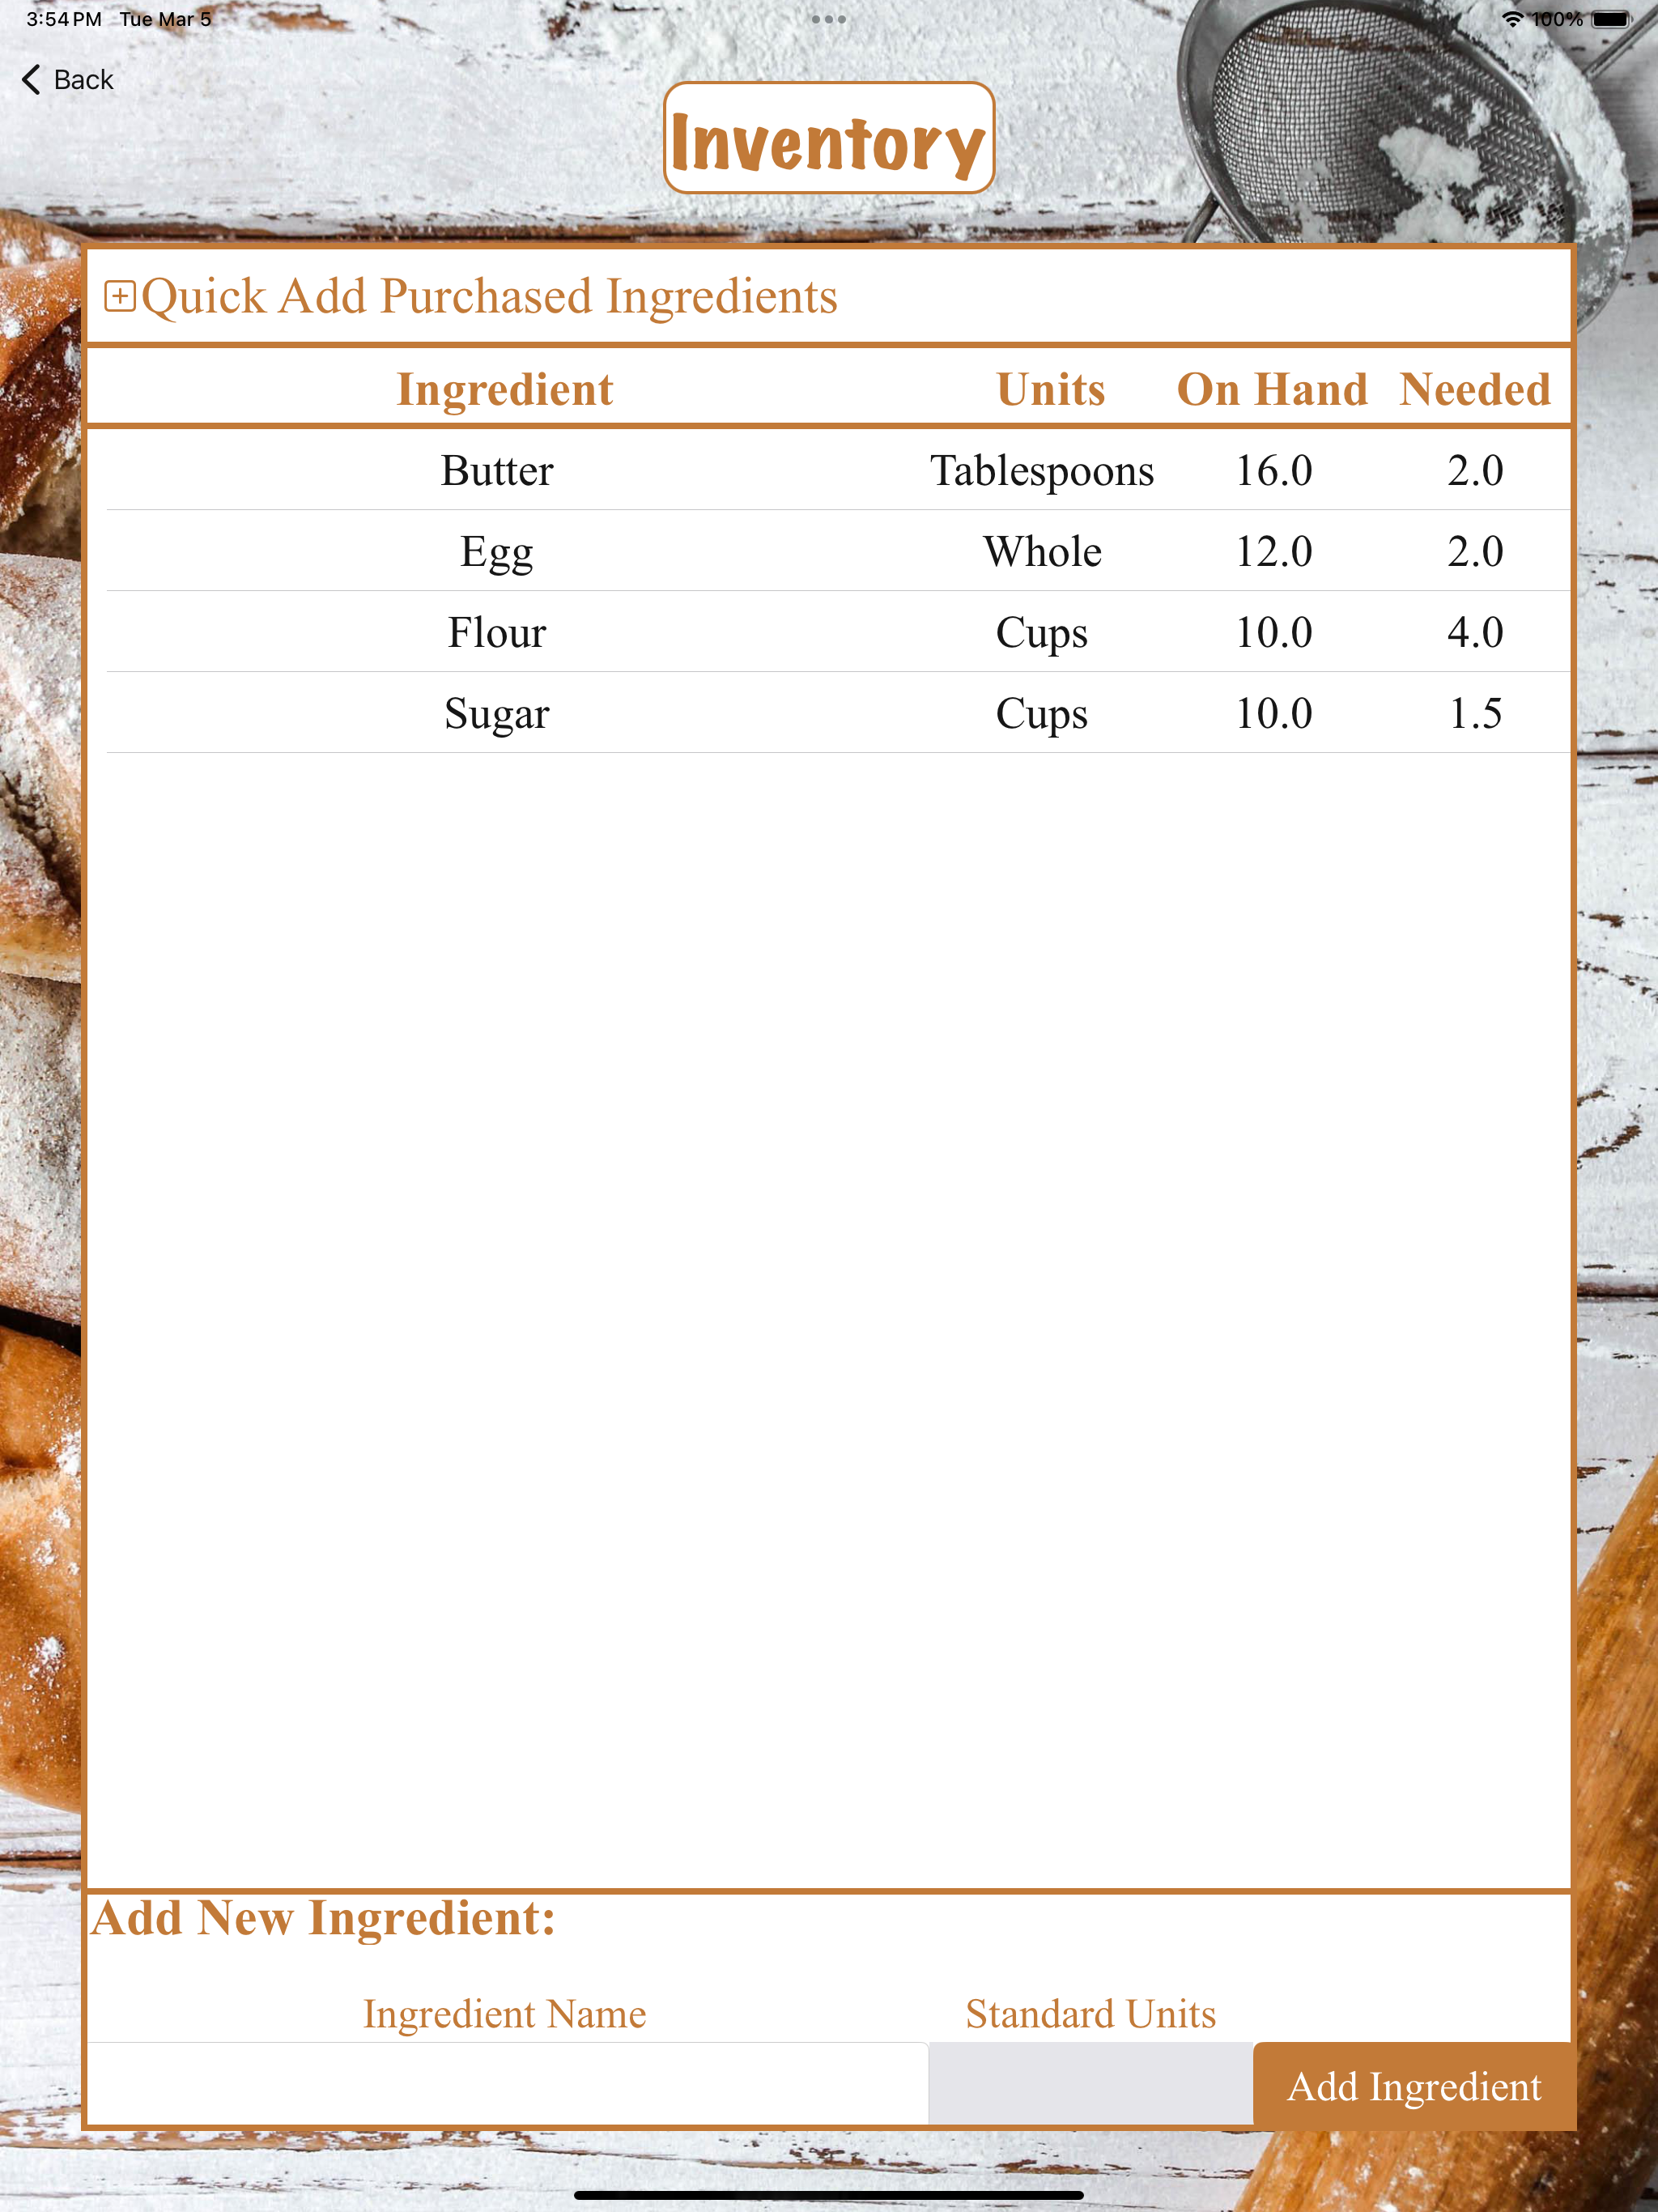 3:54 PM Tue Mar 5 100%
Back
Inventory
Quick Add Purchased Ingredients
Ingredient Units On Hand Needed
Butter Tablespoons 16.0 2.0
Egg Whole 12.0 2.0
Flour Cups 10.0 4.0
Sugar Cups 10.0 1.5
Add New Ingredient:
Ingredient Name Standard Units
Add Ingredient